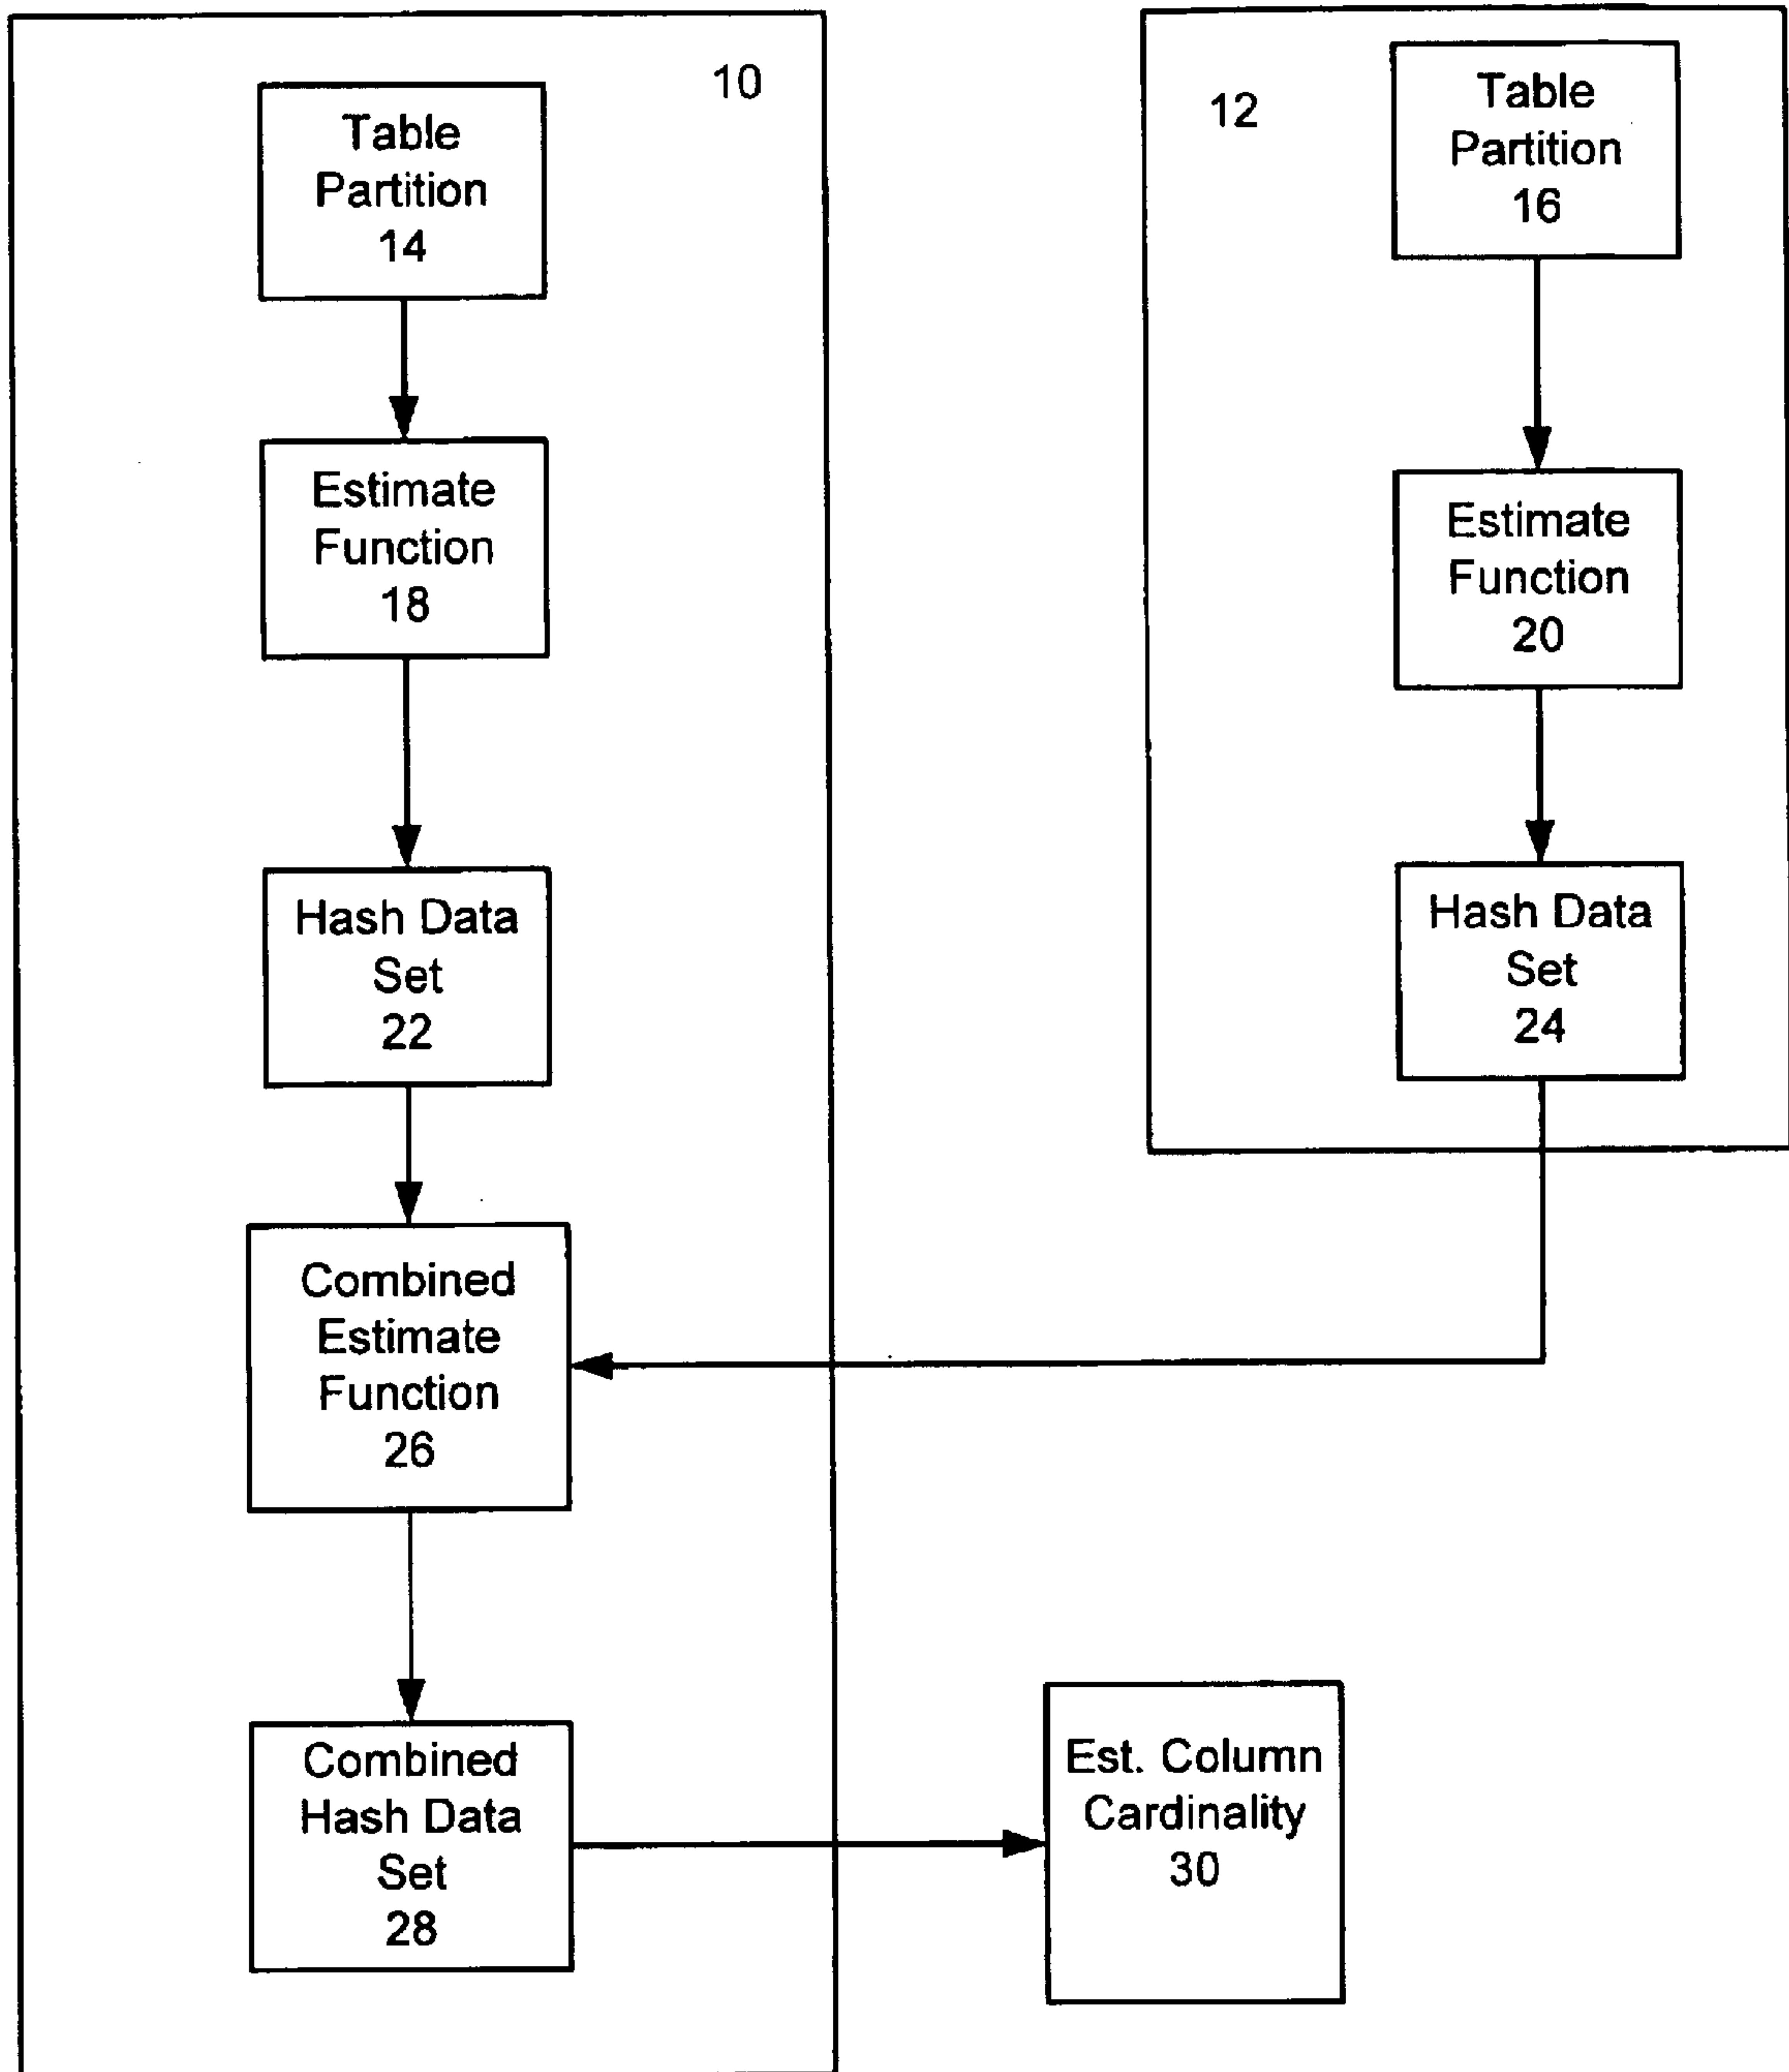 10
Table
Partition
14
Estimate
Function
18
Hash Data
Set
22
Combined
Estimate
Function
26
Combined
Hash Data
Set
28
12
Table
Partition
16
Estimate
Function
20
Hash Data
Set
24
Est. Column
Cardinality
30